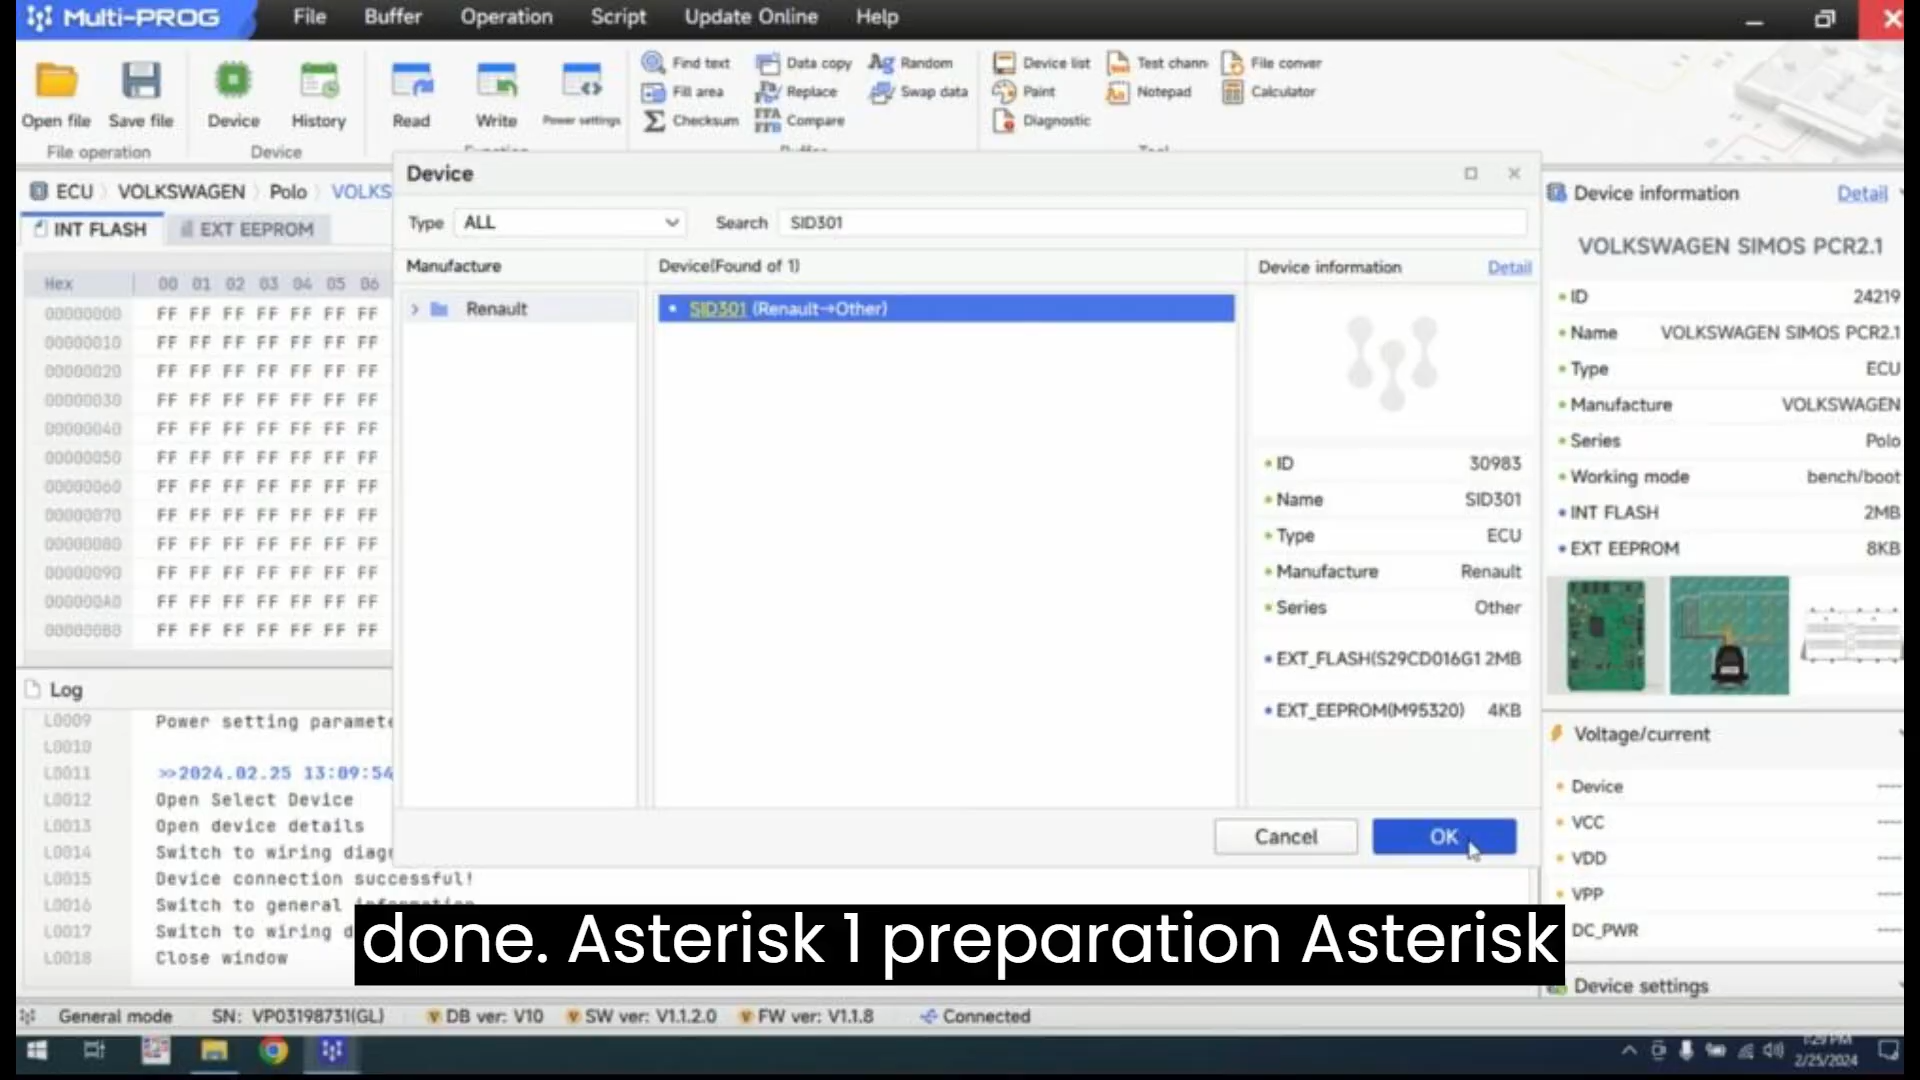 Multi-PROG File Buffer Operation Script Update Online Help
Find text Data copy Random Device list Test chann File conver
Fill area Replace Swap data Paint Notepad Calculator
Open file Save file Device History Read Write Power settings Checksum Compare Diagnostic
File operation Device
Device
ECU VOLKSWAGEN Polo VOLKS
INT FLASH EXT EEPROM
Type ALL Search SID301
Manufacture Device(Found of 1) Device information Detail
Renault SID301 (Renault→Other)
Hex 00 01 02 03 04 05 06
00000000 FF FF FF FF FF FF FF
00000010 FF FF FF FF FF FF FF
00000020 FF FF FF FF FF FF FF
00000030 FF FF FF FF FF FF FF
00000040 FF FF FF FF FF FF FF
00000050 FF FF FF FF FF FF FF
00000060 FF FF FF FF FF FF FF
00000070 FF FF FF FF FF FF FF
00000080 FF FF FF FF FF FF FF
00000090 FF FF FF FF FF FF FF
000000A0 FF FF FF FF FF FF FF
000000B0 FF FF FF FF FF FF FF
ID 30983
Name SID301
Type ECU
Manufacture Renault
Series Other
EXT_FLASH(S29CD016G1 2MB
EXT_EEPROM(M95320) 4KB
Cancel OK
Device information Detail
VOLKSWAGEN SIMOS PCR2.1
ID 24219
Name VOLKSWAGEN SIMOS PCR2.1
Type ECU
Manufacture VOLKSWAGEN
Series Polo
Working mode bench/boot
INT FLASH 2MB
EXT EEPROM 8KB
Voltage/current
Device ----
VCC ----
VDD ----
VPP ----
DC_PWR
Device settings
Log
L0009 Power setting paramete
L0010
L0011 >>2024.02.25 13:09:54
L0012 Open Select Device
L0013 Open device details
L0014 Switch to wiring diagr
L0015 Device connection successful!
L0016 Switch to general information
L0017 Switch to wiring d
L0018 Close window
done. Asterisk 1 preparation Asterisk
General mode SN: VP03198731(GL) DB ver: V10 SW ver: V1.1.2.0 FW ver: V1.1.8 Connected
1:29 PM
2/25/2024